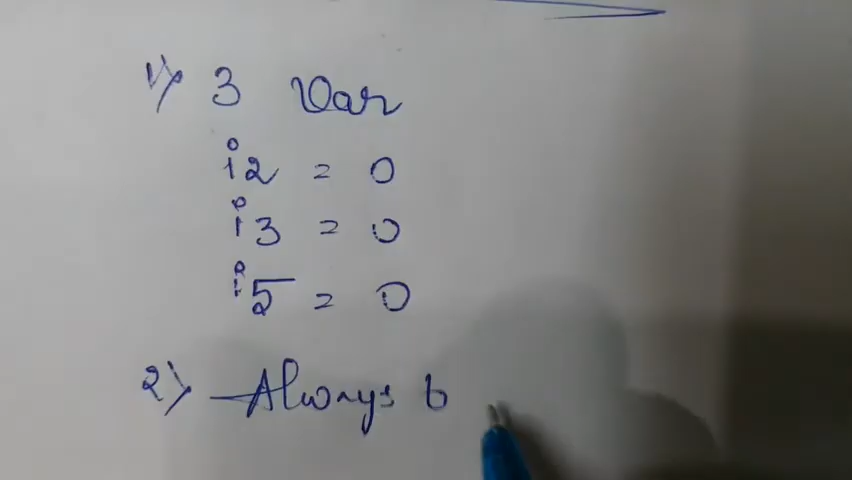 1) 3 Var
i2 = 0
i3 = 0
i5 = 0
2) Always b